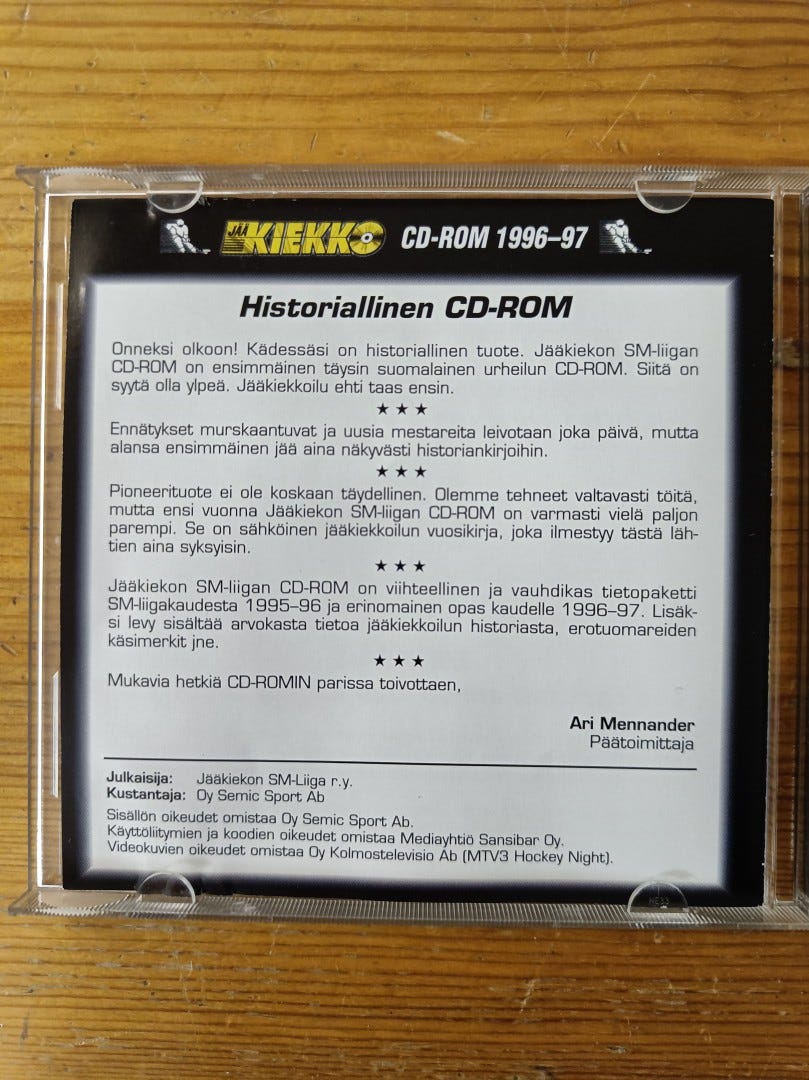 JÄÄ KIEKKO CD-ROM 1996–97
Historiallinen CD-ROM
Onneksi olkoon! Kädessäsi on historiallinen tuote. Jääkiekon SM-liigan
CD-ROM on ensimmäinen täysin suomalainen urheilun CD-ROM. Siitä on
syytä olla ylpeä. Jääkiekkoilu ehti taas ensin.
★ ★ ★
Ennätykset murskaantuvat ja uusia mestareita leivotaan joka päivä, mutta
alansa ensimmäinen jää aina näkyvästi historiankirjoihin.
★ ★ ★
Pioneerituote ei ole koskaan täydellinen. Olemme tehneet valtavasti töitä,
mutta ensi vuonna Jääkiekon SM-liigan CD-ROM on varmasti vielä paljon
parempi. Se on sähköinen jääkiekkoilun vuosikirja, joka ilmestyy tästä läh-
tien aina syksyisin.
★ ★ ★
Jääkiekon SM-liigan CD-ROM on viihteellinen ja vauhdikas tietopaketti
SM-liigakaudesta 1995–96 ja erinomainen opas kaudelle 1996–97. Lisäk-
si levy sisältää arvokasta tietoa jääkiekkoilun historiasta, erotuomareiden
käsimerkit jne.
★ ★ ★
Mukavia hetkiä CD-ROMIN parissa toivottaen,
Ari Mennander
Päätoimittaja
Julkaisija: Jääkiekon SM-Liiga r.y.
Kustantaja: Oy Semic Sport Ab
Sisällön oikeudet omistaa Oy Semic Sport Ab.
Käyttöliitymien ja koodien oikeudet omistaa Mediayhtiö Sansibar Oy.
Videokuvien oikeudet omistaa Oy Kolmostelevisio Ab (MTV3 Hockey Night).